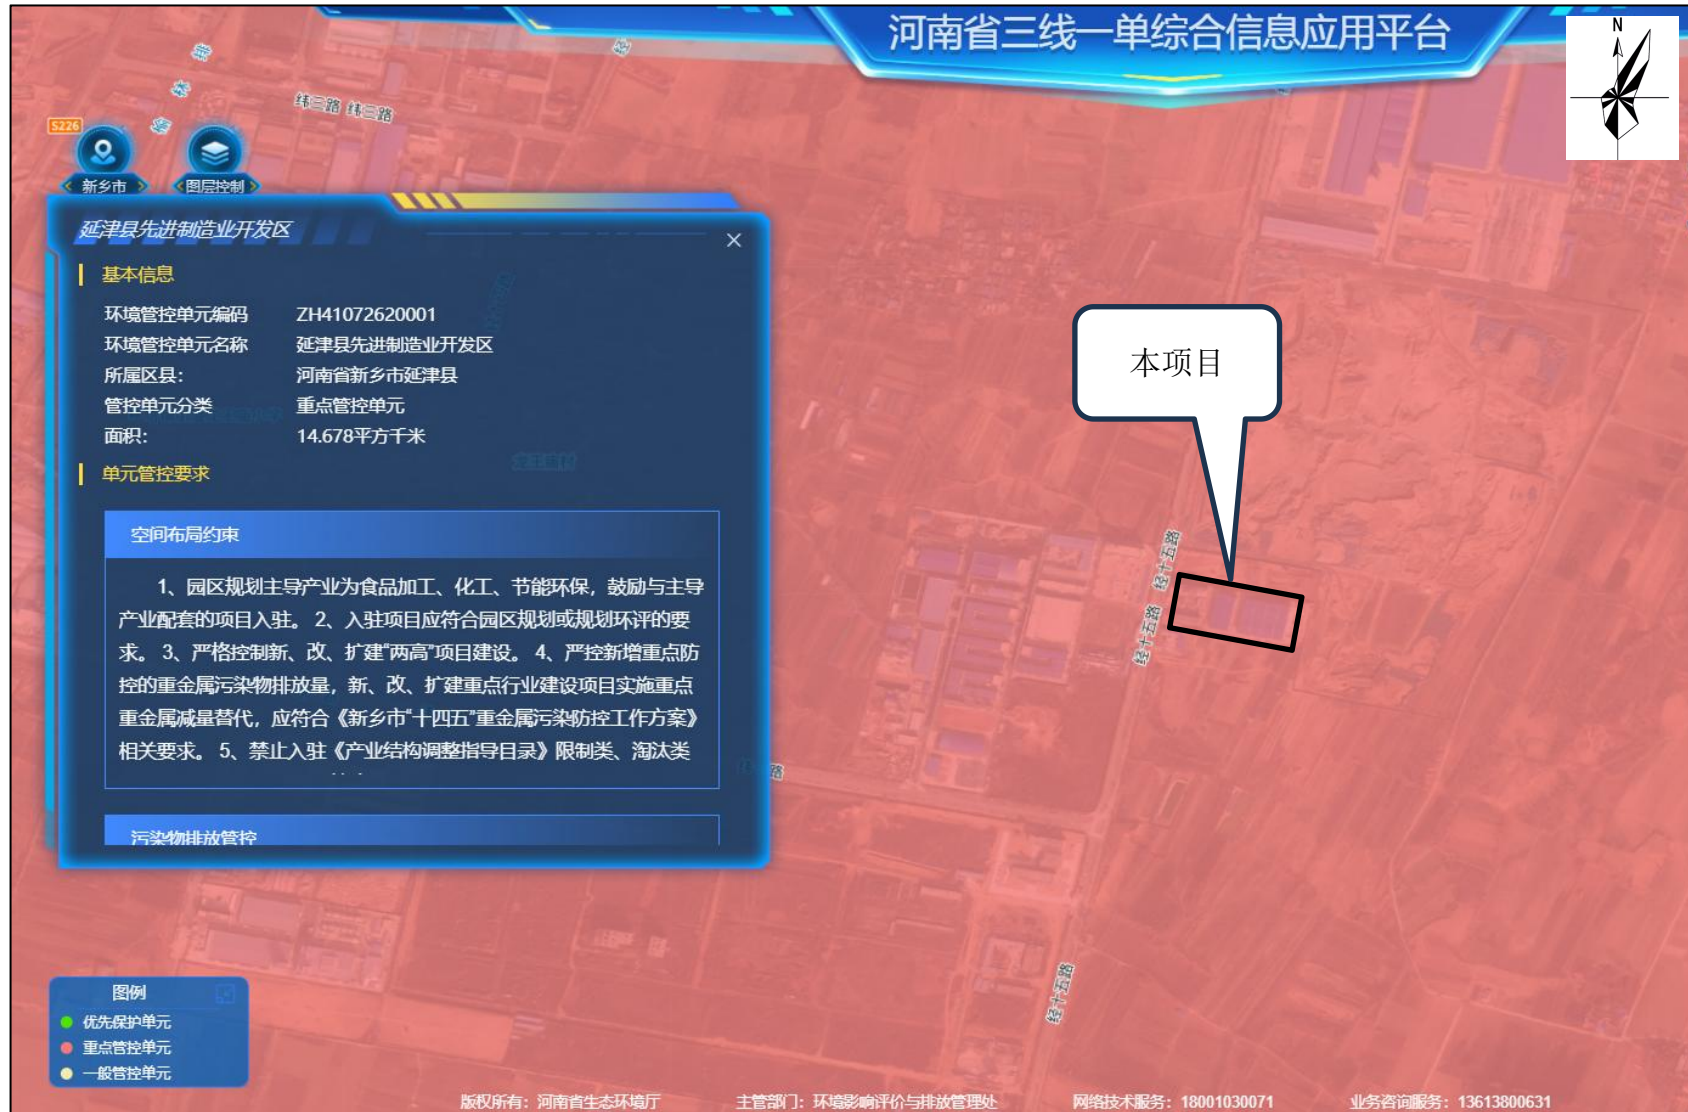 河南省三线一单综合信息应用平台
N
纬三路 纬三路
S226
新乡市
图层控制
延津县先进制造业开发区
基本信息
环境管控单元编码 ZH41072620001
环境管控单元名称 延津县先进制造业开发区
所属区县： 河南省新乡市延津县
管控单元分类 重点管控单元
面积： 14.678平方千米
单元管控要求
空间布局约束
1、园区规划主导产业为食品加工、化工、节能环保，鼓励与主导
产业配套的项目入驻。 2、入驻项目应符合园区规划或规划环评的要
求。 3、严格控制新、改、扩建“两高”项目建设。 4、严控新增重点防
控的重金属污染物排放量，新、改、扩建重点行业建设项目实施重点
重金属减量替代，应符合《新乡市“十四五”重金属污染防控工作方案》
相关要求。 5、禁止入驻《产业结构调整指导目录》限制类、淘汰类
污染物排放管控
本项目
经十五路
经十五路
路
经十五路
图例
优先保护单元
重点管控单元
一般管控单元
版权所有：河南省生态环境厅 主管部门：环境影响评价与排放管理处 网络技术服务：18001030071 业务咨询服务：13613800631